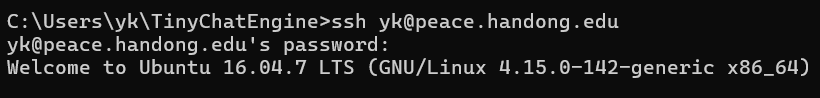 C:\Users\yk\TinyChatEngine>ssh yk@peace.handong.edu
yk@peace.handong.edu's password:
Welcome to Ubuntu 16.04.7 LTS (GNU/Linux 4.15.0-142-generic x86_64)